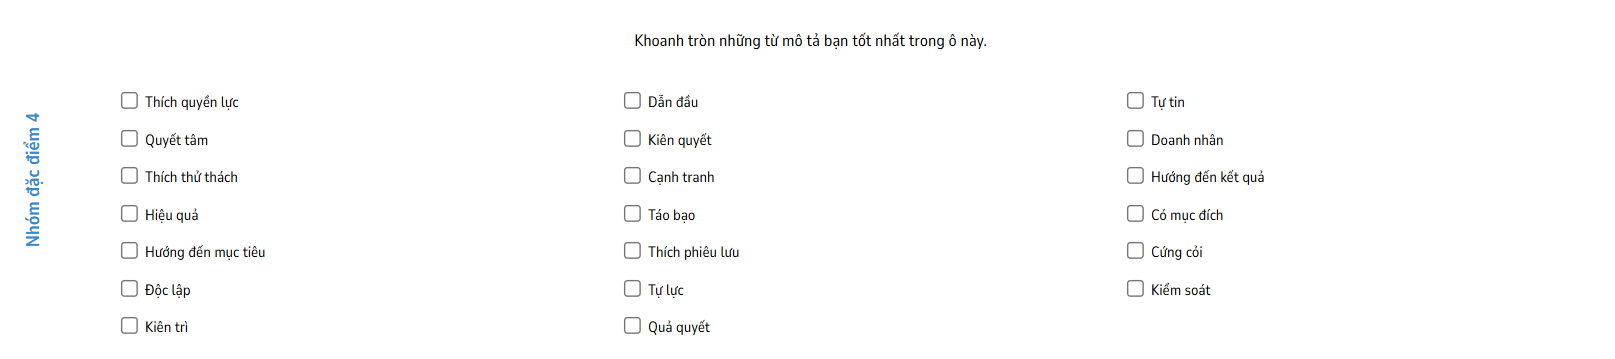 Khoanh tròn những từ mô tả bạn tốt nhất trong ô này.
Nhóm đặc điểm 4
Thích quyền lực
Quyết tâm
Thích thử thách
Hiệu quả
Hướng đến mục tiêu
Độc lập
Kiên trì
Dẫn đầu
Kiên quyết
Cạnh tranh
Táo bạo
Thích phiêu lưu
Tự lực
Quả quyết
Tự tin
Doanh nhân
Hướng đến kết quả
Có mục đích
Cứng cỏi
Kiểm soát